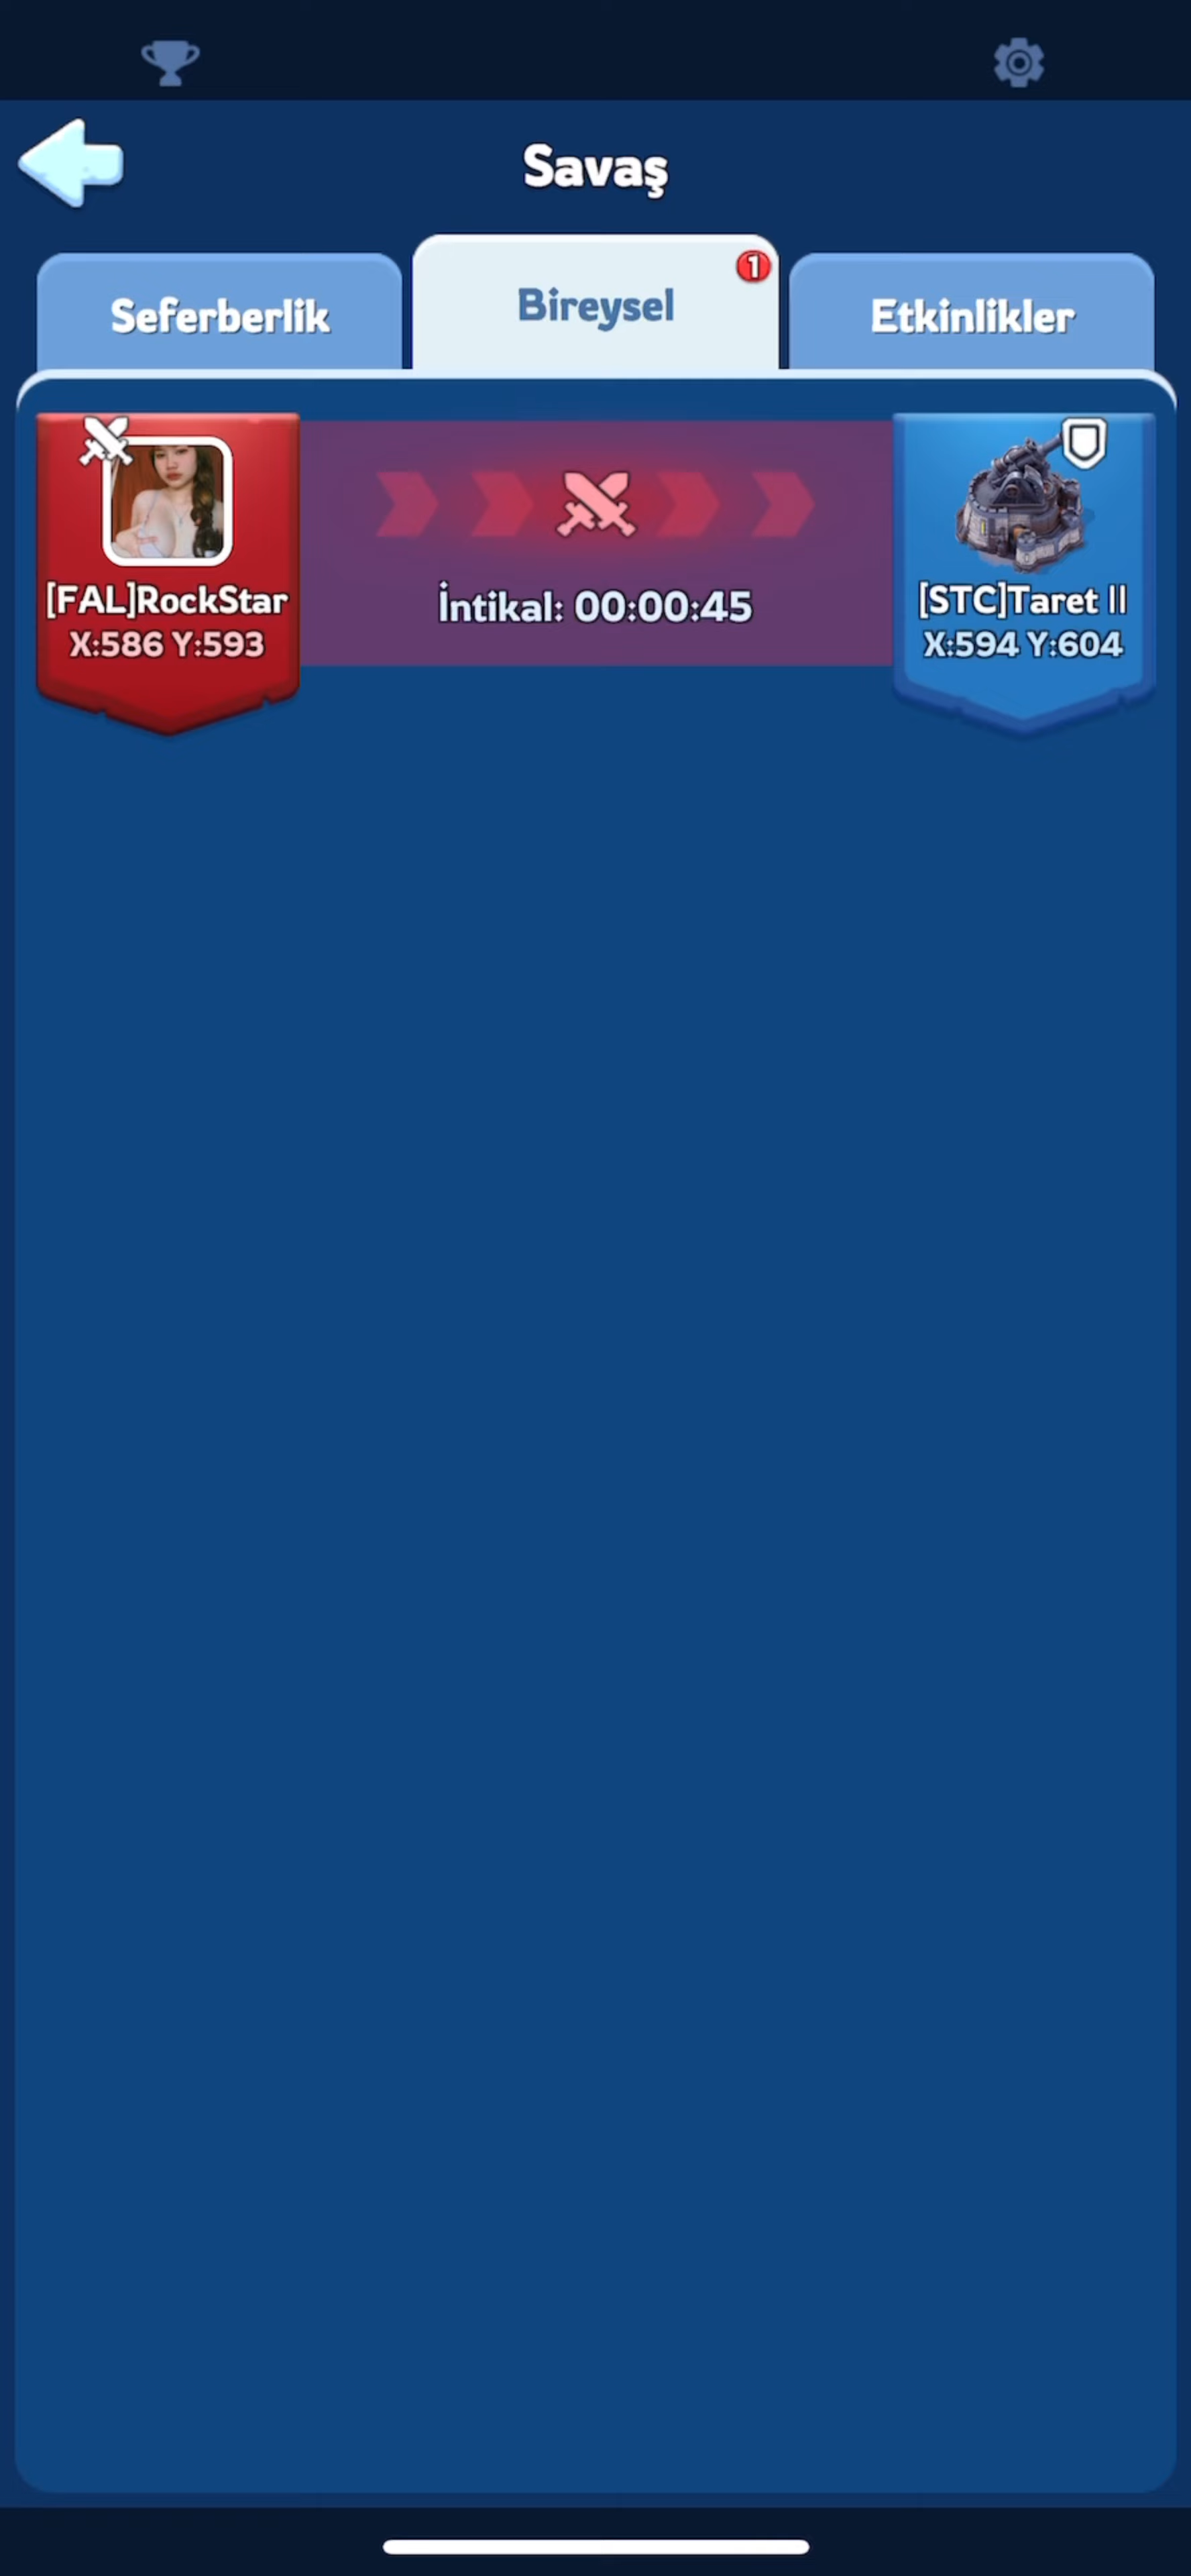 Savaş
Seferberlik
Bireysel
1
Etkinlikler
[FAL]RockStar
X:586 Y:593
İntikal: 00:00:45
[STC]Taret II
X:594 Y:604